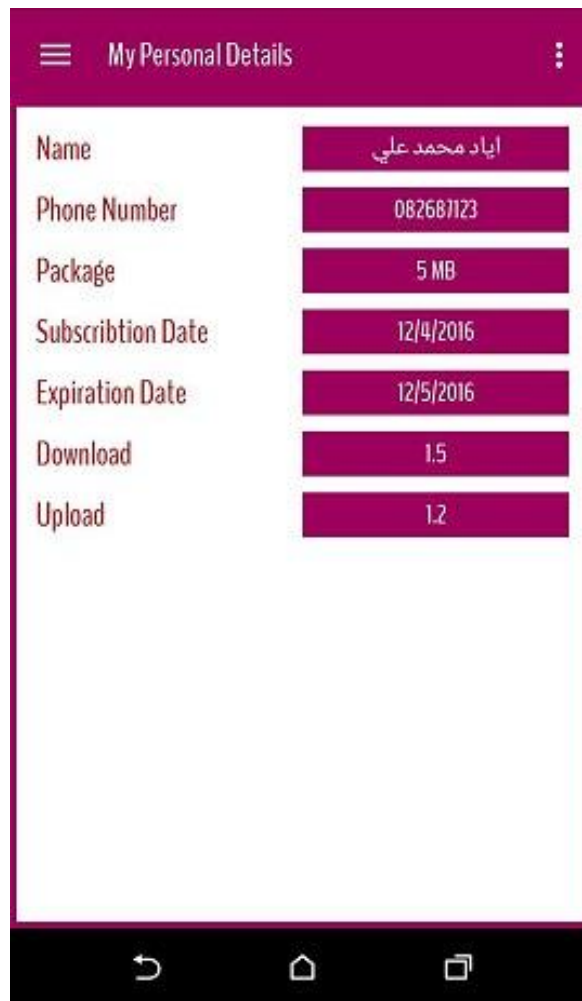 My Personal Details
Name اياد محمد علي
Phone Number 082687123
Package 5 MB
Subscribtion Date 12/4/2016
Expiration Date 12/5/2016
Download 1.5
Upload 1.2